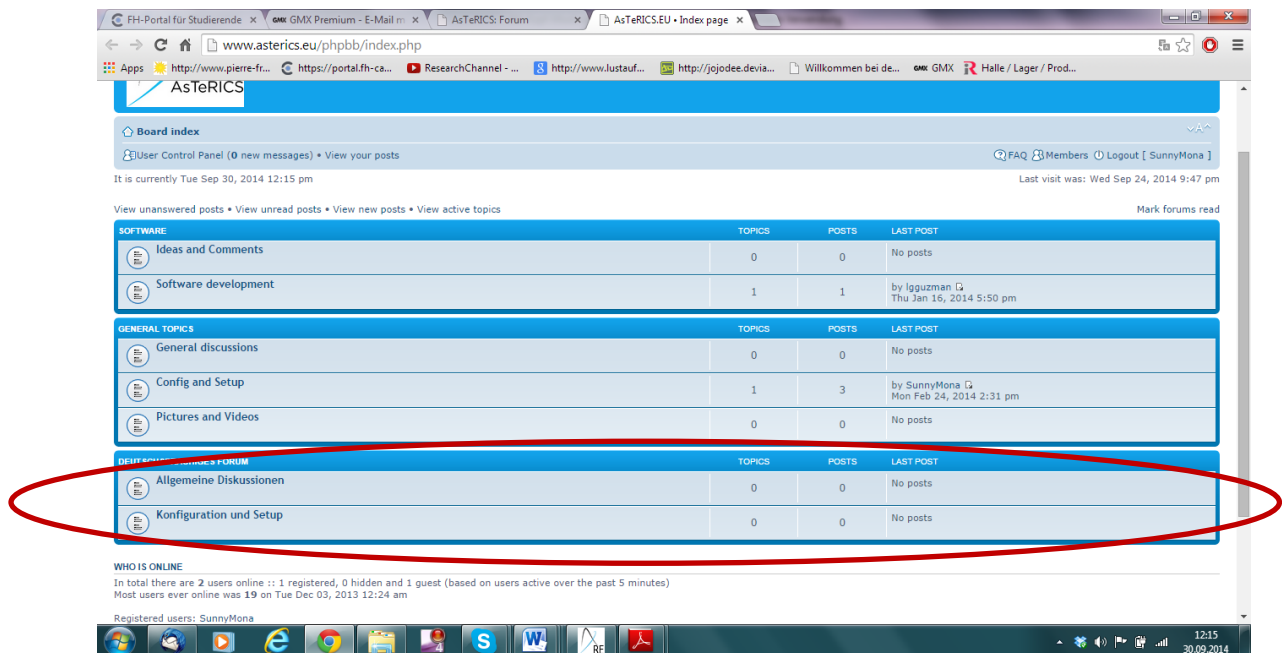 FH-Portal für Studierende GMX GMX Premium - E-Mail m AsTeRICS: Forum AsTeRICS.EU • Index page
www.asterics.eu/phpbb/index.php
Apps http://www.pierre-fr... https://portal.fh-ca... ResearchChannel - ... http://www.lustauf... http://jojodee.devia... Willkommen bei de... GMX GMX Halle / Lager / Prod...
AsTeRICS
Board index
User Control Panel (0 new messages) • View your posts FAQ Members Logout [ SunnyMona ]
It is currently Tue Sep 30, 2014 12:15 pm Last visit was: Wed Sep 24, 2014 9:47 pm
View unanswered posts • View unread posts • View new posts • View active topics Mark forums read
SOFTWARE TOPICS POSTS LAST POST
Ideas and Comments 0 0 No posts
Software development 1 1 by lgguzman
Thu Jan 16, 2014 5:50 pm
GENERAL TOPICS TOPICS POSTS LAST POST
General discussions 0 0 No posts
Config and Setup 1 3 by SunnyMona
Mon Feb 24, 2014 2:31 pm
Pictures and Videos 0 0 No posts
FORUM TOPICS POSTS LAST POST
Allgemeine Diskussionen 0 0 No posts
Konfiguration und Setup 0 0 No posts
WHO IS ONLINE
In total there are 2 users online :: 1 registered, 0 hidden and 1 guest (based on users active over the past 5 minutes)
Most users ever online was 19 on Tue Dec 03, 2013 12:24 am
Registered users: SunnyMona
12:15
30.09.2014